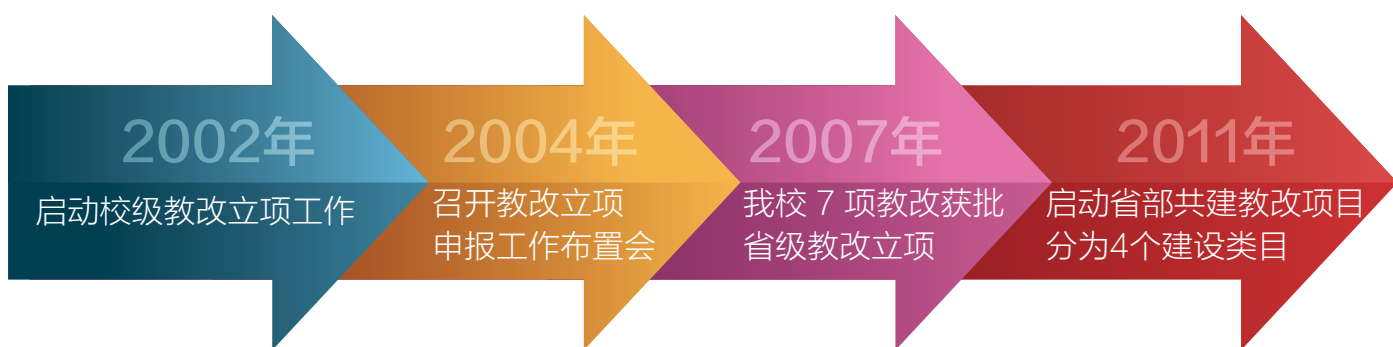 2002年
启动校级教改立项工作
2004年
召开教改立项
申报工作布置会
2007年
我校 7 项教改获批
省级教改立项
2011年
启动省部共建教改项目
分为4个建设类目